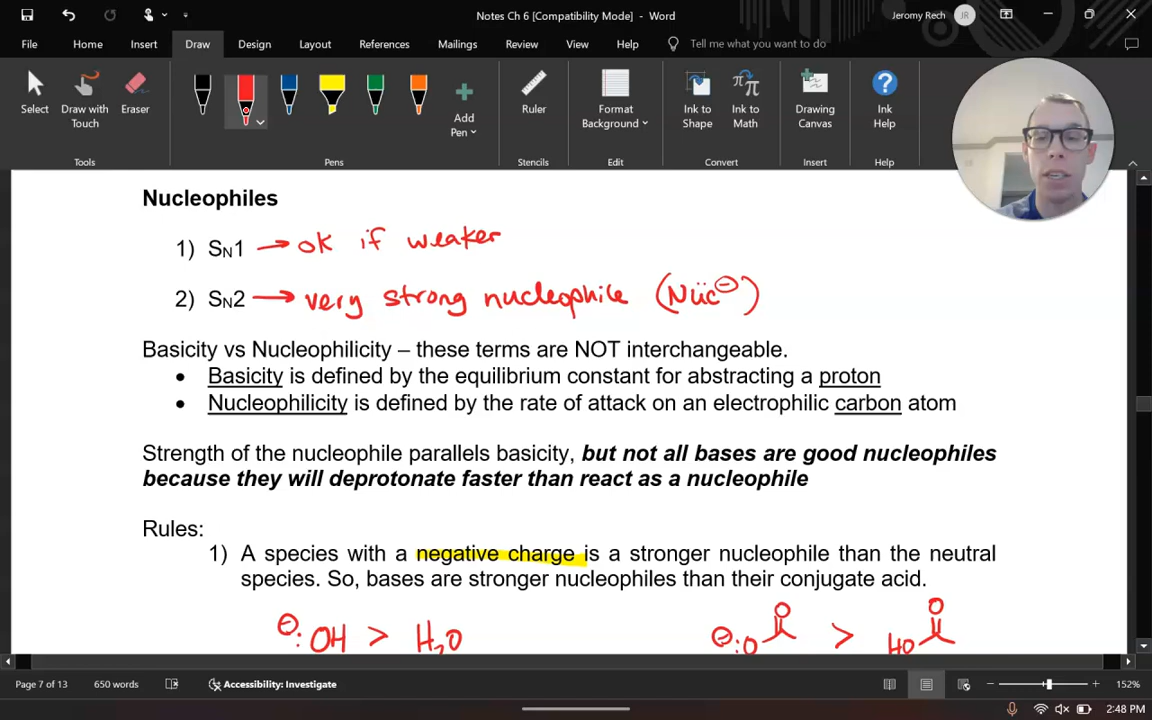 Notes Ch 6 [Compatibility Mode] - Word
Jeromy Rech JR
File Home Insert Draw Design Layout References Mailings Review View Help Tell me what you want to do
Select
Draw with Touch
Eraser
Add Pen
Ruler
Format Background
Ink to Shape
Ink to Math
Drawing Canvas
Ink Help
Tools Pens Stencils Edit Convert Insert Help
Nucleophiles
1) SN1 → ok if weaker
2) SN2 → very strong nucleophile (Nüc⊖)
Basicity vs Nucleophilicity – these terms are NOT interchangeable.
• Basicity is defined by the equilibrium constant for abstracting a proton
• Nucleophilicity is defined by the rate of attack on an electrophilic carbon atom
Strength of the nucleophile parallels basicity, but not all bases are good nucleophiles
because they will deprotonate faster than react as a nucleophile
Rules:
1) A species with a negative charge is a stronger nucleophile than the neutral
species. So, bases are stronger nucleophiles than their conjugate acid.
O O
⊖:OH > H2O ⊖:O > HO
Page 7 of 13 650 words Accessibility: Investigate 152%
2:48 PM